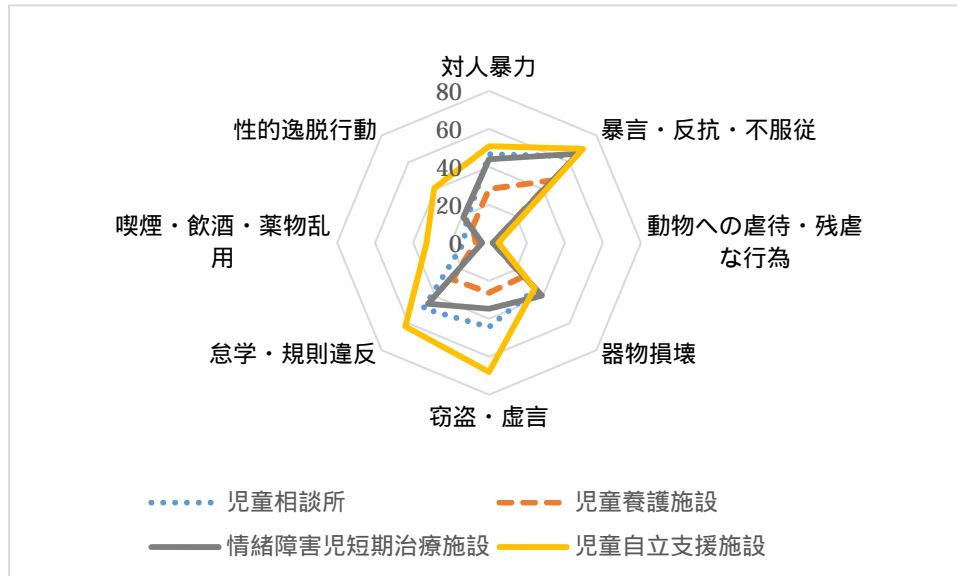 対人暴力
80
60
40
20
0
性的逸脱行動
暴言・反抗・不服従
喫煙・飲酒・薬物乱
用
動物への虐待・残虐
な行為
怠学・規則違反
器物損壊
窃盗・虚言
児童相談所
児童養護施設
情緒障害児短期治療施設
児童自立支援施設